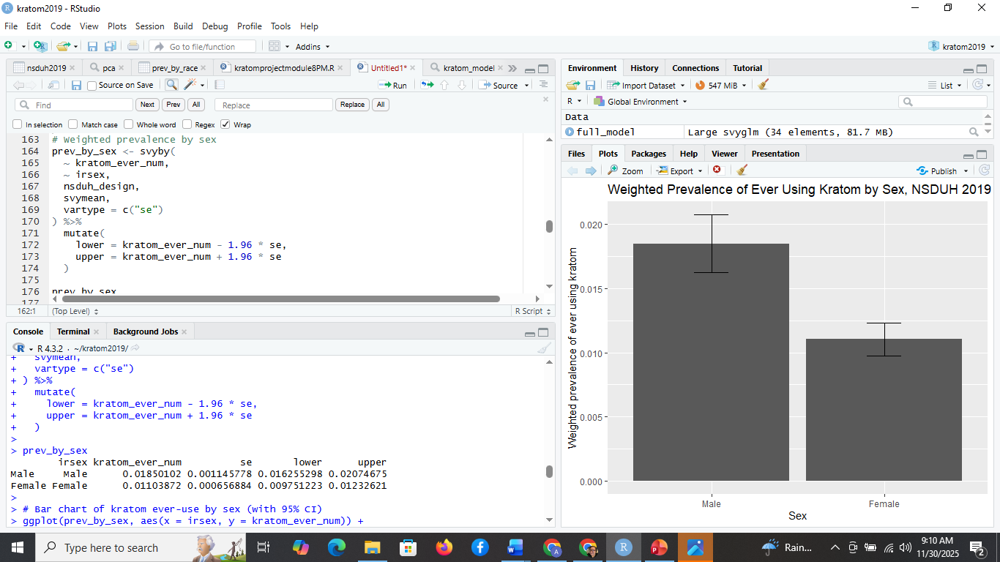 kratom2019 - RStudio
File Edit Code View Plots Session Build Debug Profile Tools Help
Go to file/function Addins kratom2019
nsduh2019 pca prev_by_race kratomprojectmodule8PM.R Untitled1* kratom_model
Source on Save Run Source
Find Next Prev All Replace Replace All
In selection Match case Whole word Regex Wrap
163 # Weighted prevalence by sex
164 prev_by_sex <- svyby(
165 ~ kratom_ever_num,
166 ~ irsex,
167 nsduh_design,
168 svymean,
169 vartype = c("se")
170 ) %>%
171 mutate(
172 lower = kratom_ever_num - 1.96 * se,
173 upper = kratom_ever_num + 1.96 * se
174 )
175
176 prev_by_sex
177
162:1 (Top Level) R Script
Console Terminal Background Jobs
R 4.3.2 · ~/kratom2019/
+ svymean,
+ vartype = c("se")
+ ) %>%
+ mutate(
+ lower = kratom_ever_num - 1.96 * se,
+ upper = kratom_ever_num + 1.96 * se
+ )
>
> prev_by_sex
irsex kratom_ever_num se lower upper
Male Male 0.01850102 0.001145778 0.016255298 0.02074675
Female Female 0.01103872 0.000656884 0.009751223 0.01232621
>
> # Bar chart of kratom ever-use by sex (with 95% CI)
> ggplot(prev_by_sex, aes(x = irsex, y = kratom_ever_num)) +
Environment History Connections Tutorial
Import Dataset 547 MiB List
R Global Environment
Data
full_model Large svyglm (34 elements, 81.7 MB)
Files Plots Packages Help Viewer Presentation
Zoom Export Publish
Weighted Prevalence of Ever Using Kratom by Sex, NSDUH 2019
Weighted prevalence of ever using kratom
0.020
0.015
0.010
0.005
0.000
Male Female
Sex
Type here to search
Rain...
9:10 AM
11/30/2025
2